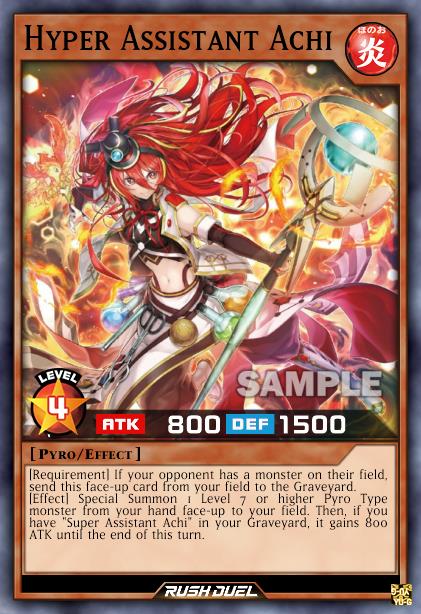 HYPER ASSISTANT ACHI
ほのお
炎
SAMPLE
LEVEL
4
ATK 800 DEF 1500
[PYRO/EFFECT]
[Requirement] If your opponent has a monster on their field,
send this face-up card from your field to the Graveyard.
[Effect] Special Summon 1 Level 7 or higher Pyro Type
monster from your hand face-up to your field. Then, if you
have "Super Assistant Achi" in your Graveyard, it gains 800
ATK until the end of this turn.
RUSH DUEL